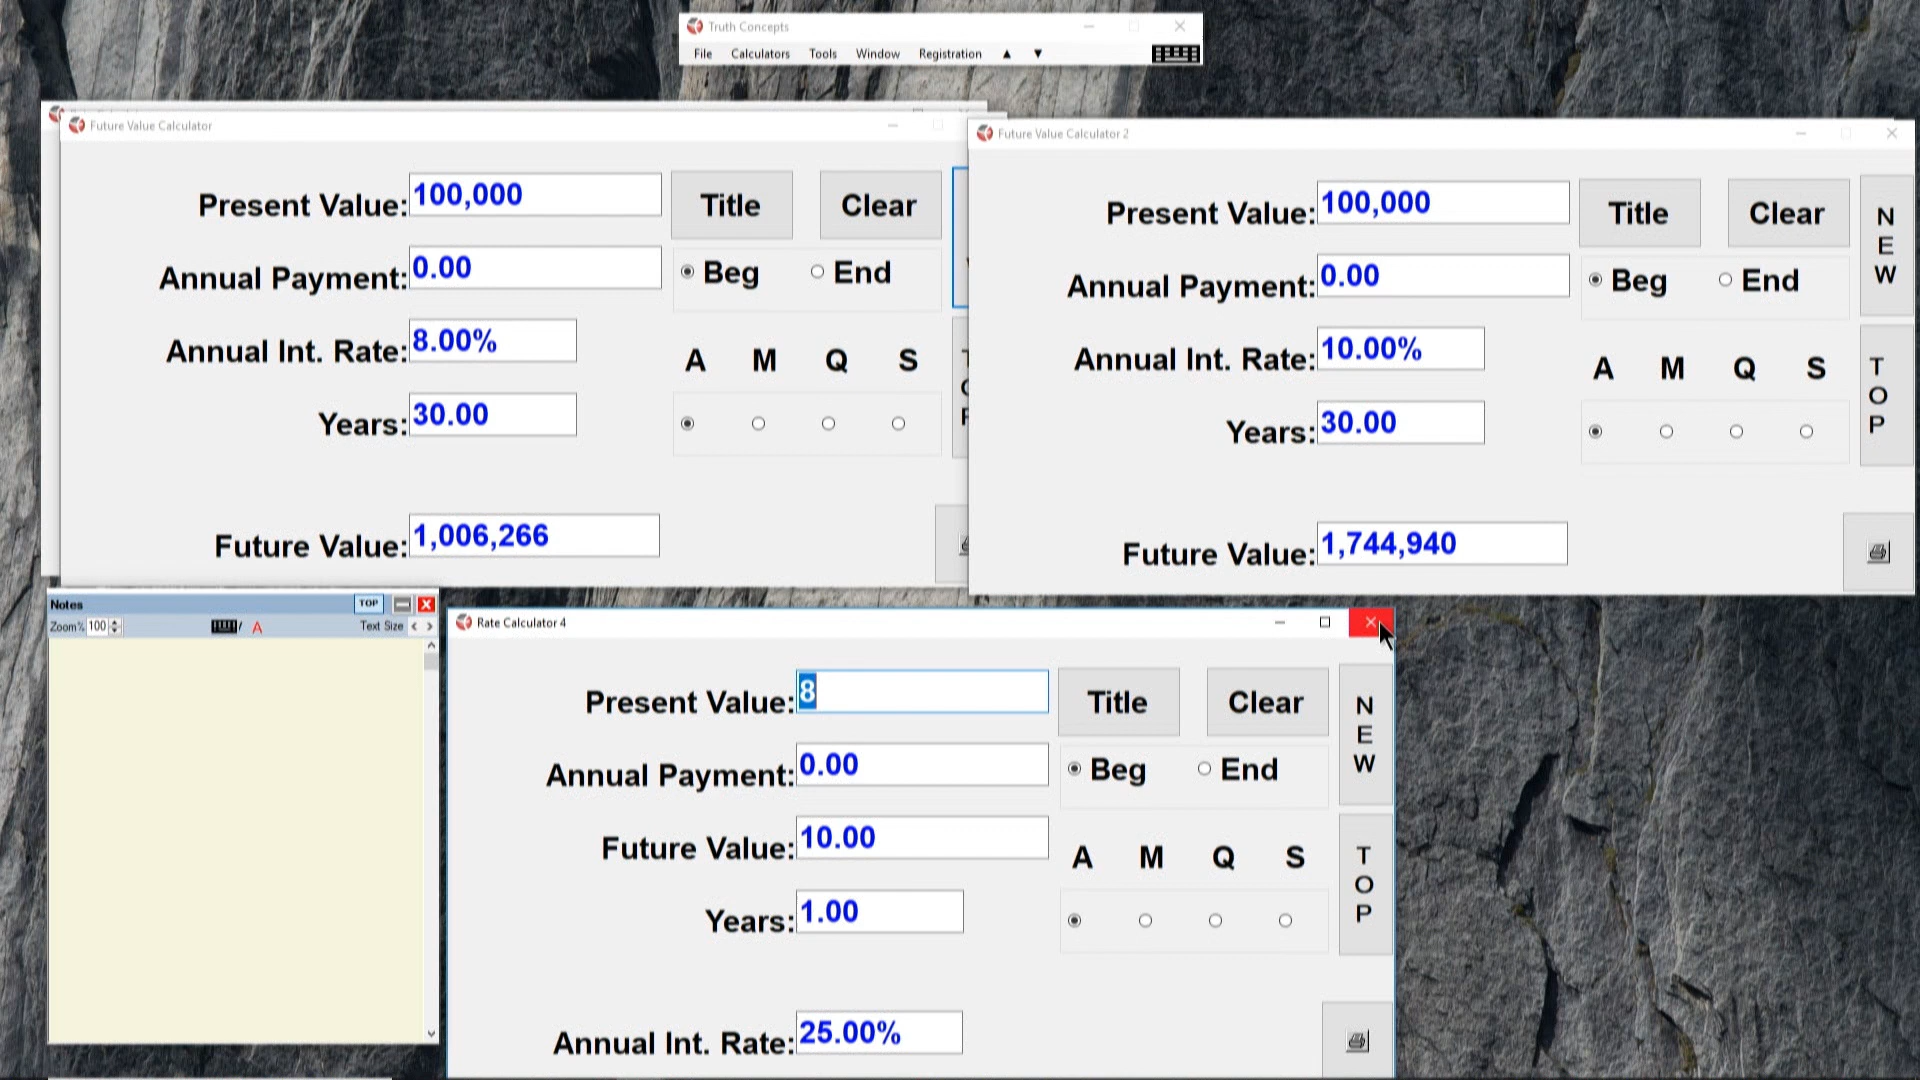 Truth Concepts
File Calculators Tools Window Registration
Future Value Calculator
Present Value: 100,000 Title Clear
Annual Payment: 0.00 Beg End
Annual Int. Rate: 8.00% A M Q S
Years: 30.00
Future Value: 1,006,266
Future Value Calculator 2
Present Value: 100,000 Title Clear NEW
Annual Payment: 0.00 Beg End
Annual Int. Rate: 10.00% A M Q S TOP
Years: 30.00
Future Value: 1,744,940
Notes TOP
Zoom% 100 A Text Size < >
Rate Calculator 4
Present Value: 8 Title Clear NEW
Annual Payment: 0.00 Beg End
Future Value: 10.00 A M Q S TOP
Years: 1.00
Annual Int. Rate: 25.00%